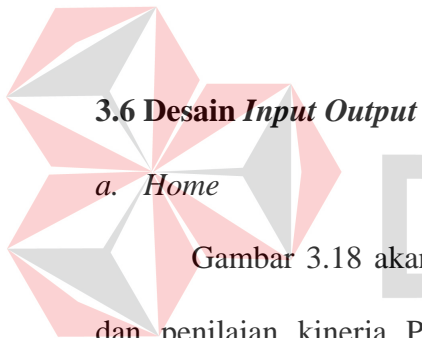 3.6 Desain Input Output
a. Home
Gambar 3.18 akan
dan penilaian kinerja P